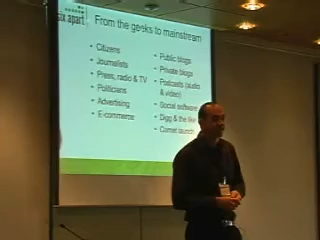 six apart
From the geeks to mainstream
Citizens
Journalists
Press, radio & TV
Politicians
Advertising
E-commerce
Public blogs
Private blogs
Podcasts (audio
& video)
Social software
Digg & the like
Comet launch